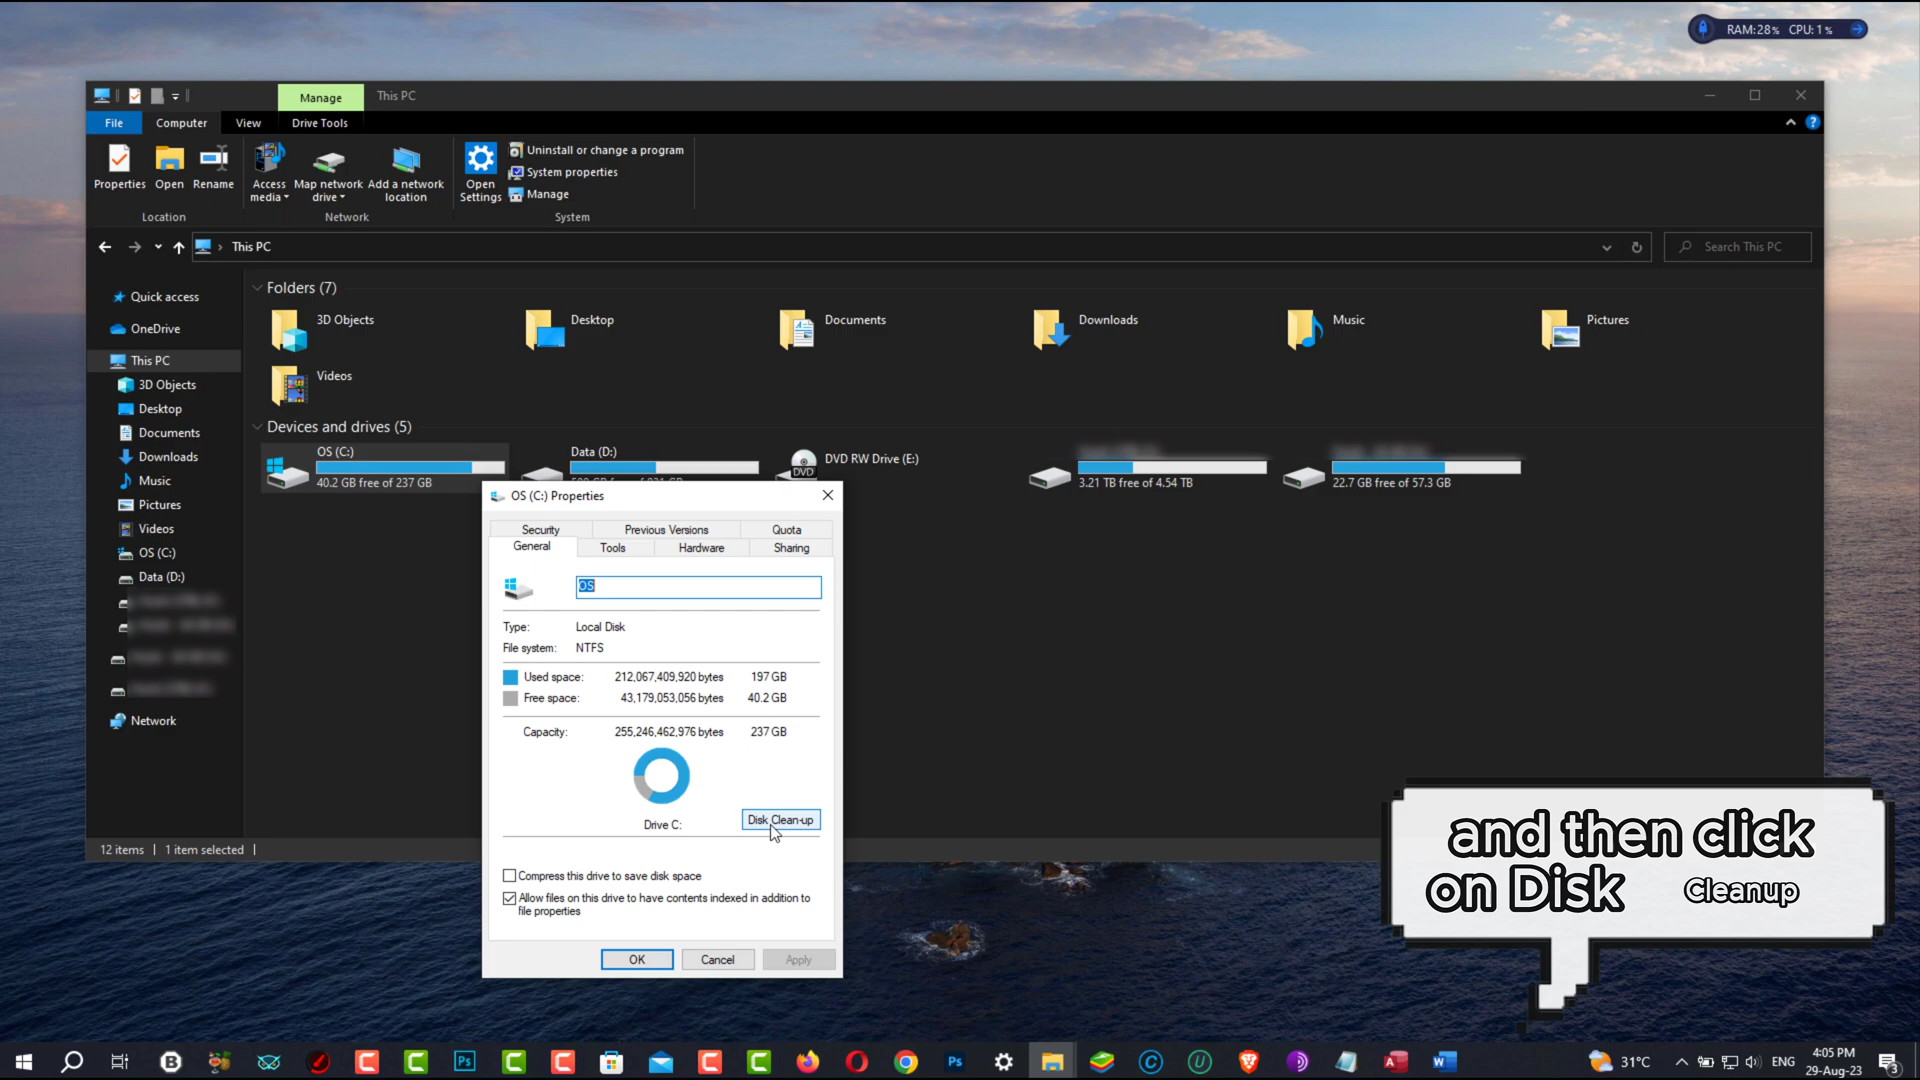 RAM:28% CPU:1%
Manage
This PC
File
Computer
View
Drive Tools
Properties
Open
Rename
Access media
Map network drive
Add a network location
Open Settings
Uninstall or change a program
System properties
Manage
Location
Network
System
This PC
Search This PC
Quick access
OneDrive
This PC
3D Objects
Desktop
Documents
Downloads
Music
Pictures
Videos
OS (C:)
Data (D:)
Network
Folders (7)
3D Objects
Desktop
Documents
Downloads
Music
Pictures
Videos
Devices and drives (5)
OS (C:)
40.2 GB free of 237 GB
Data (D:)
DVD RW Drive (E:)
DVD
3.21 TB free of 4.54 TB
22.7 GB free of 57.3 GB
OS (C:) Properties
Security
Previous Versions
Quota
General
Tools
Hardware
Sharing
OS
Type: Local Disk
File system: NTFS
Used space: 212,067,409,920 bytes 197 GB
Free space: 43,179,053,056 bytes 40.2 GB
Capacity: 255,246,462,976 bytes 237 GB
Drive C:
Disk Clean-up
Compress this drive to save disk space
Allow files on this drive to have contents indexed in addition to
file properties
OK
Cancel
Apply
12 items
1 item selected
and then click
on Disk Cleanup
31°C
ENG
4:05 PM
29-Aug-23
3